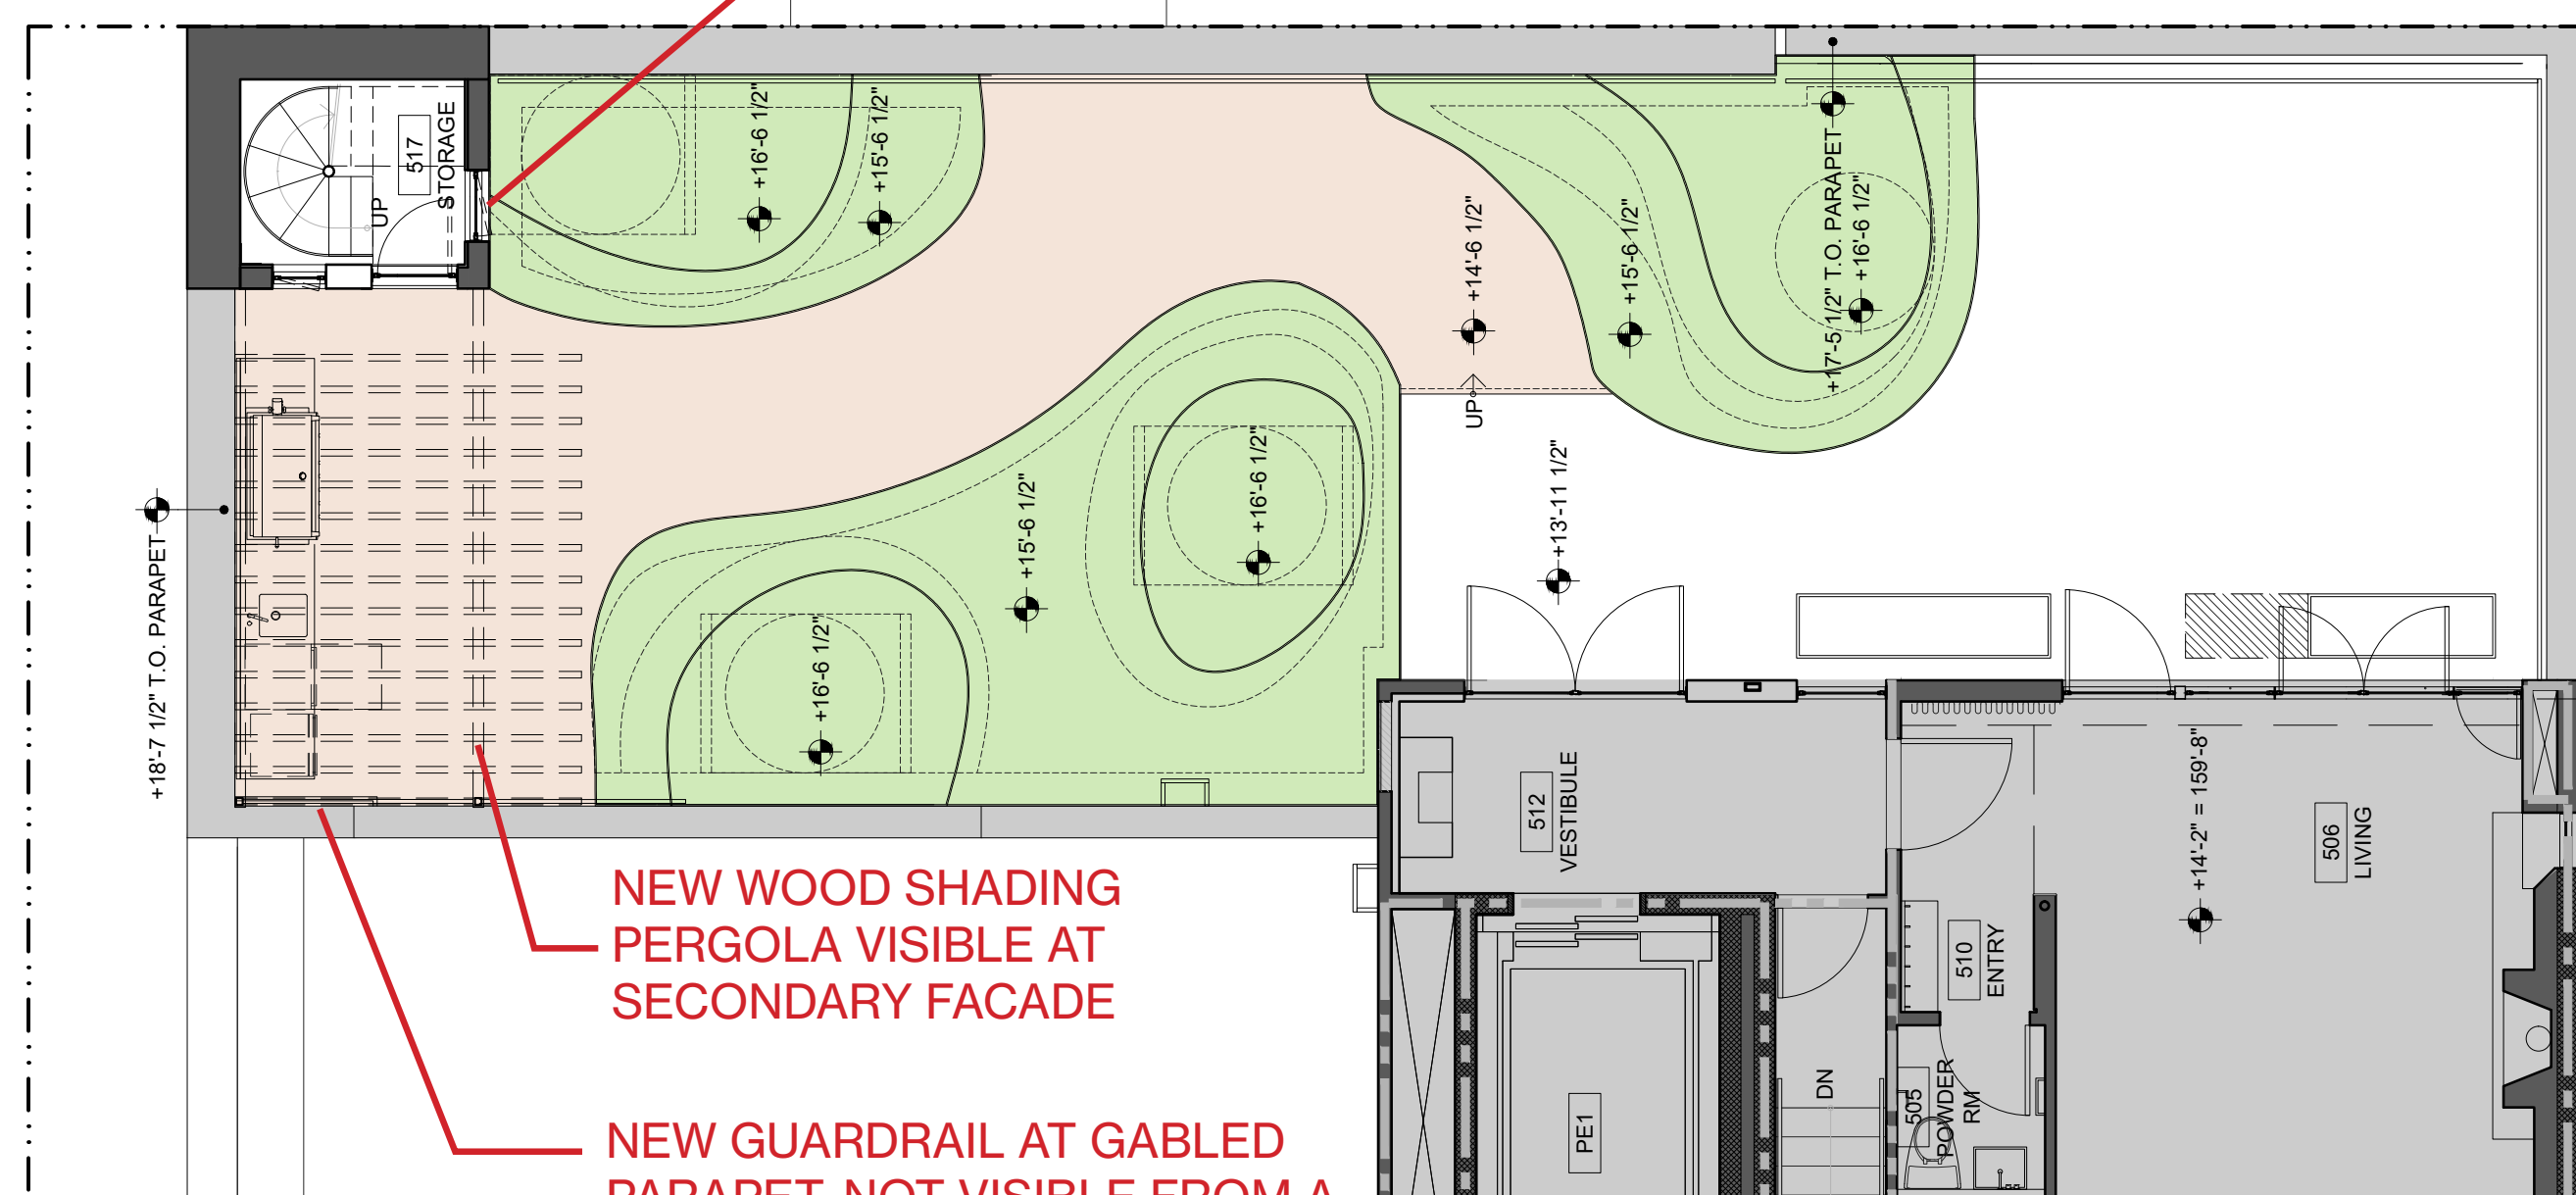 517
STORAGE
UP
+16'-6 1/2"
+15'-6 1/2"
+14'-6 1/2"
UP
+15'-6 1/2"
+17'-5 1/2" T.O. PARAPET
+16'-6 1/2"
+18'-7 1/2" T.O. PARAPET
+16'-6 1/2"
+15'-6 1/2"
+16'-6 1/2"
+13'-11 1/2"
512
VESTIBULE
510
ENTRY
+14'-2" = 159'-8"
506
LIVING
NEW WOOD SHADING
PERGOLA VISIBLE AT
SECONDARY FACADE
NEW GUARDRAIL AT GABLED
PARAPET, NOT VISIBLE FROM A
PE1
DN
505
POWDER
RM